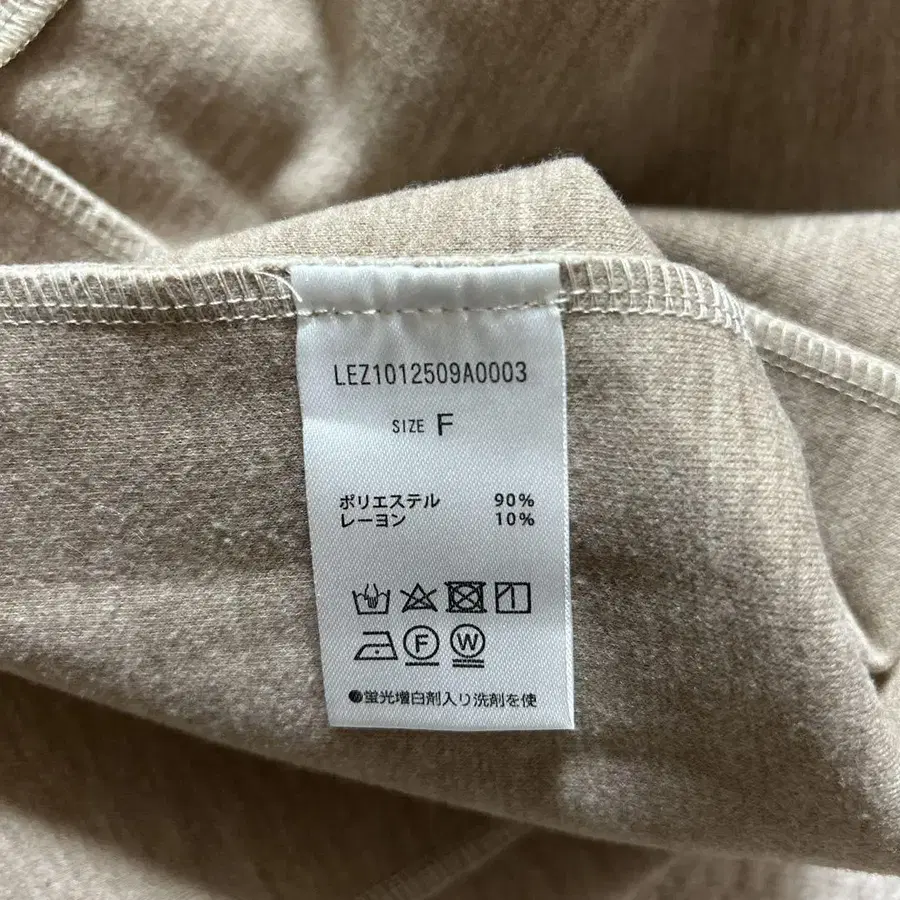 LEZ1012509A0003
SIZE F
ポリエステル 90%
レーヨン 10%
F W
●蛍光増白剤入り洗剤を使